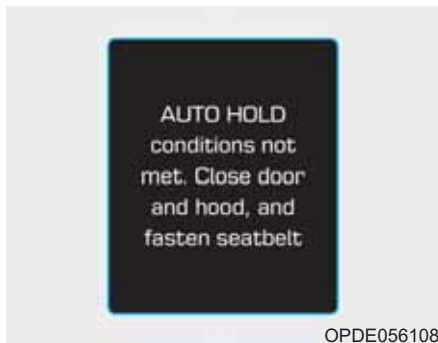 AUTO HOLD
conditions not
met. Close door
and hood, and
fasten seatbelt
OPDE056108